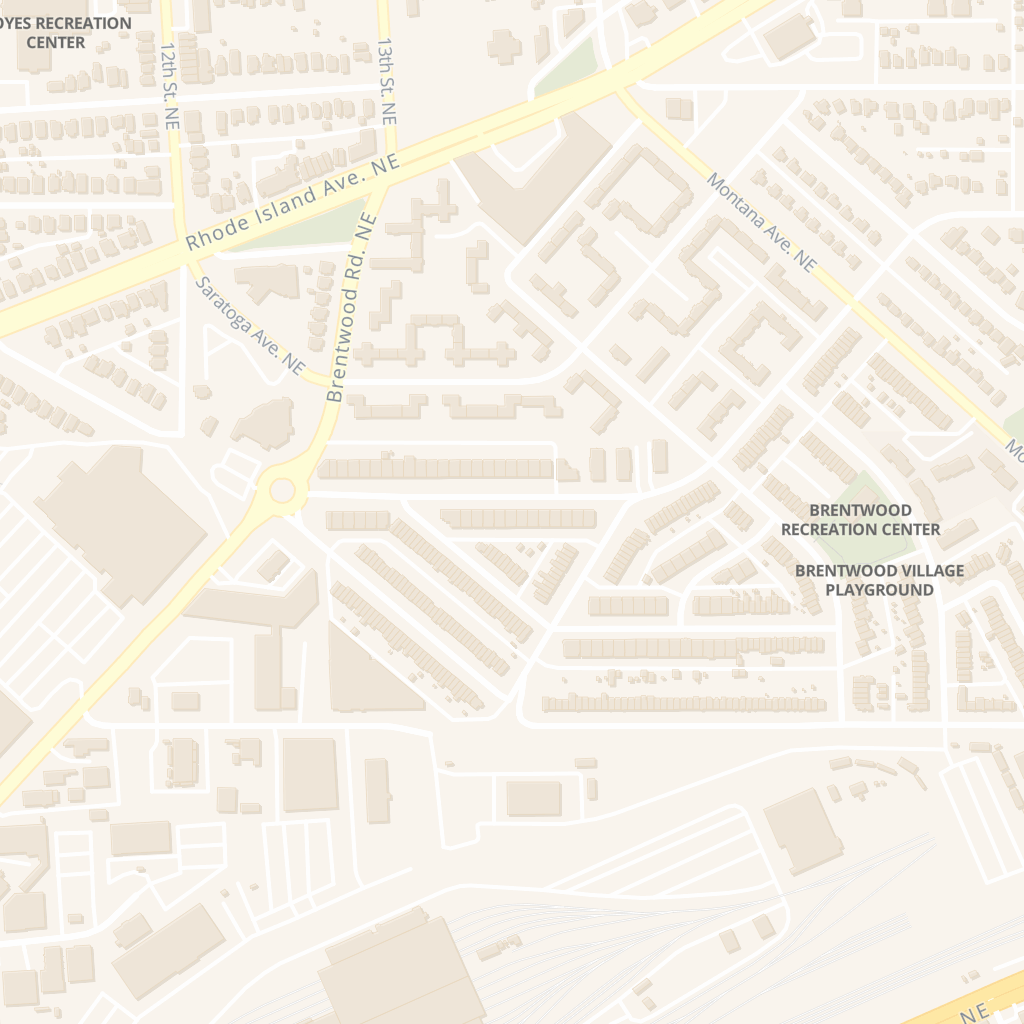 OYES RECREATION
CENTER
12th St. NE
13th St. NE
Rhode Island Ave. NE
Montana Ave. NE
Brentwood Rd. NE
Saratoga Ave. NE
BRENTWOOD
RECREATION CENTER
BRENTWOOD VILLAGE
PLAYGROUND
Mo
NE